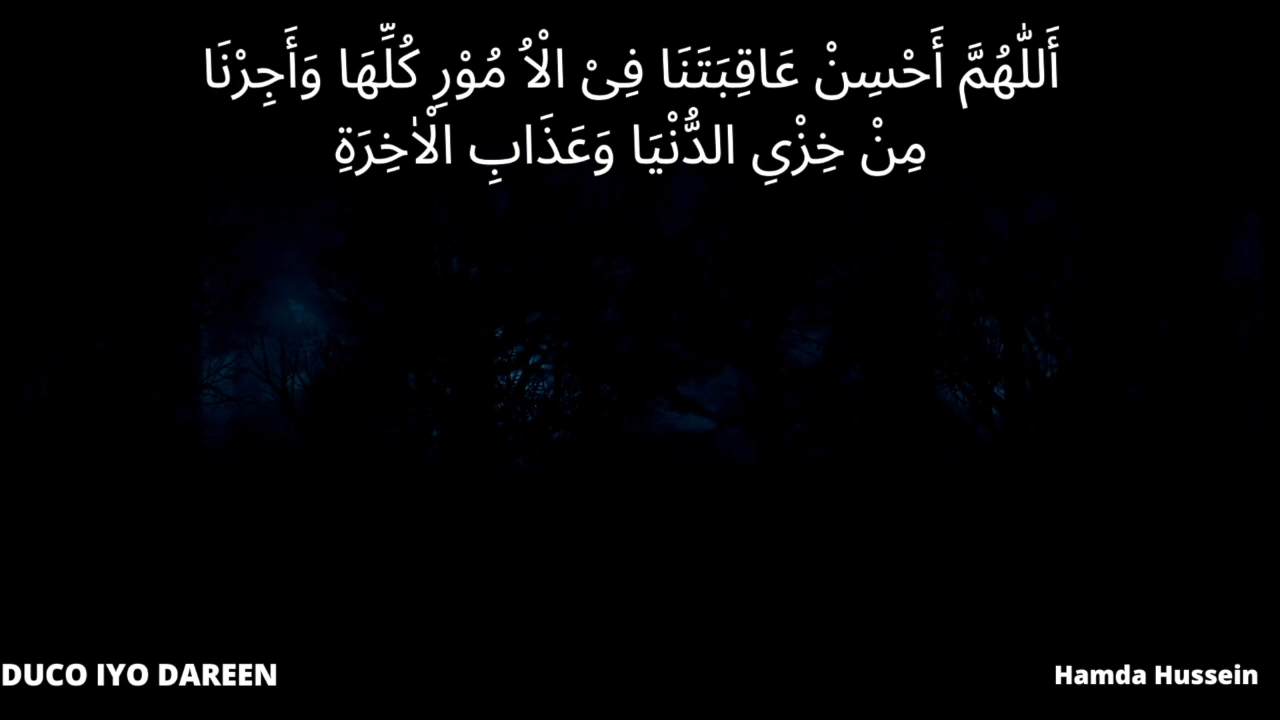 أَللّٰهُمَّ أَحْسِنْ عَاقِبَتَنَا فِىْ الْاُ مُوْرِ كُلِّهَا وَأَجِرْنَا
مِنْ خِزْيِ الدُّنْيَا وَعَذَابِ الْاٰخِرَةِ
DUCO IYO DAREEN
Hamda Hussein